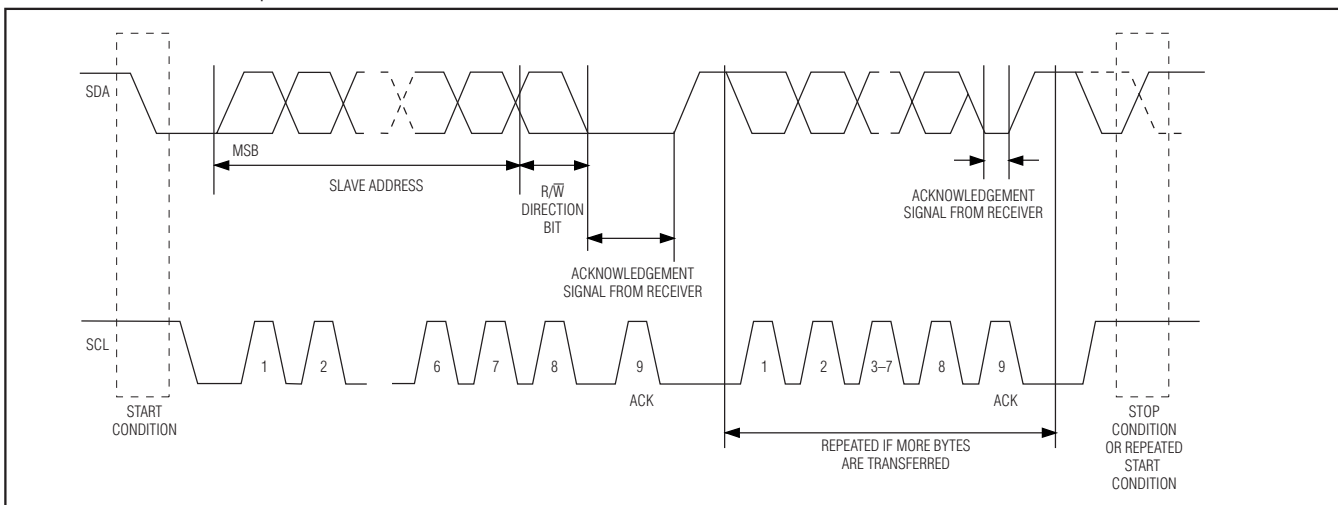 SDA
MSB
SLAVE ADDRESS
R/W̅
DIRECTION
BIT
ACKNOWLEDGEMENT
SIGNAL FROM RECEIVER
ACKNOWLEDGEMENT
SIGNAL FROM RECEIVER
SCL
1 2 6 7 8 9 1 2 3–7 8 9
ACK ACK
START
CONDITION
REPEATED IF MORE BYTES
ARE TRANSFERRED
STOP
CONDITION
OR REPEATED
START
CONDITION